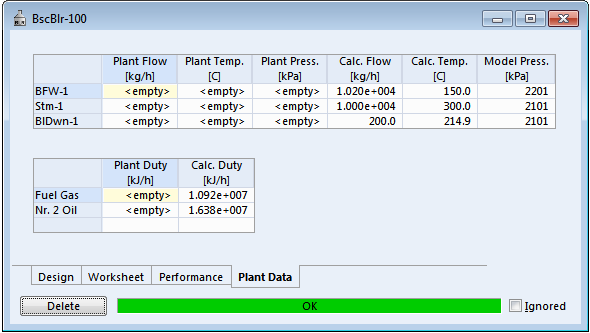 BscBlr-100
Plant Flow Plant Temp. Plant Press. Calc. Flow Calc. Temp. Model Press.
[kg/h] [C] [kPa] [kg/h] [C] [kPa]
BFW-1 <empty> <empty> <empty> 1.020e+004 150.0 2201
Stm-1 <empty> <empty> <empty> 1.000e+004 300.0 2101
BlDwn-1 <empty> <empty> <empty> 200.0 214.9 2101
Plant Duty Calc. Duty
[kJ/h] [kJ/h]
Fuel Gas <empty> 1.092e+007
Nr. 2 Oil <empty> 1.638e+007
Design Worksheet Performance Plant Data
Delete OK Ignored